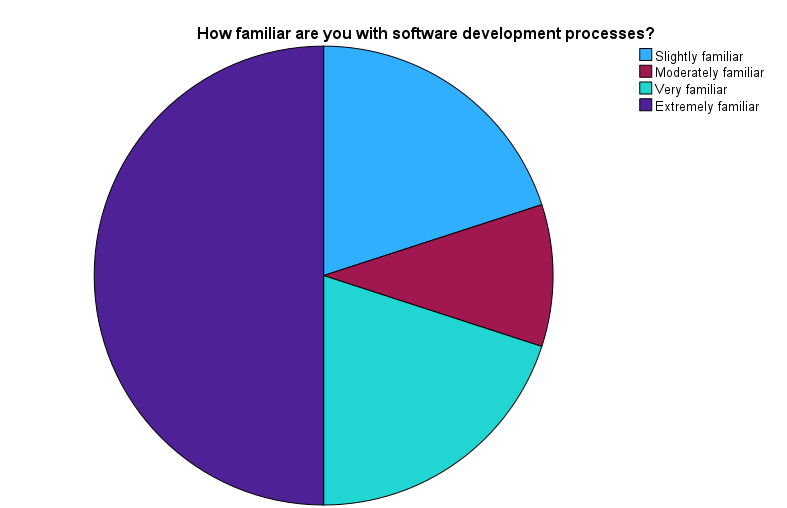 How familiar are you with software development processes?
Slightly familiar
Moderately familiar
Very familiar
Extremely familiar